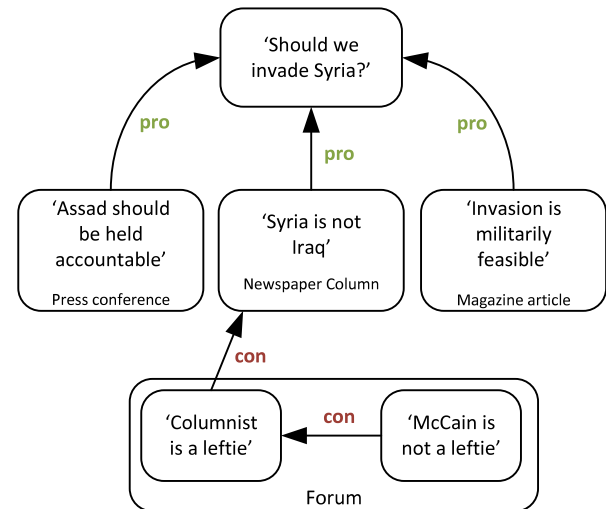 ‘Should we
invade Syria?’
pro
pro
pro
‘Assad should
be held
accountable’
Press conference
‘Syria is not
Iraq’
Newspaper Column
‘Invasion is
militarily
feasible’
Magazine article
con
‘Columnist
is a leftie’
con
‘McCain is
not a leftie’
Forum